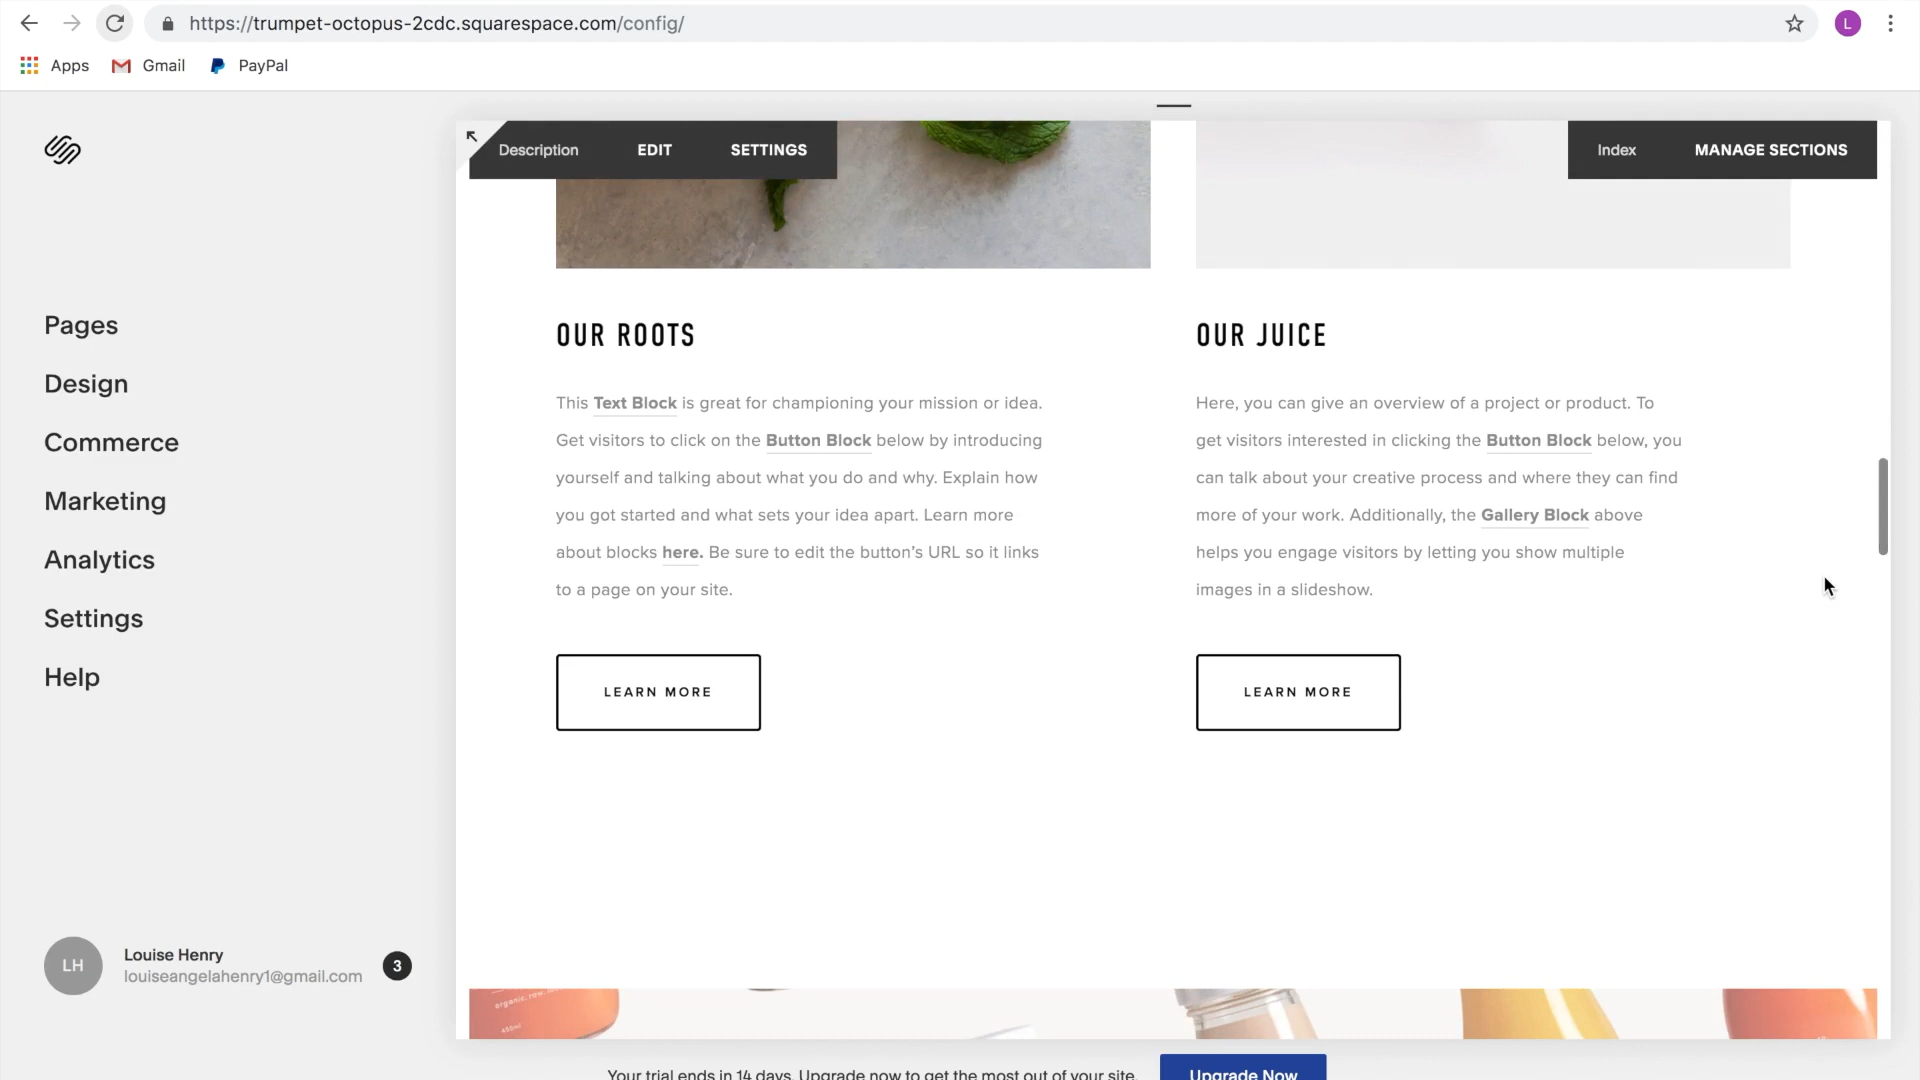 https://trumpet-octopus-2cdc.squarespace.com/config/
L
Apps Gmail PayPal
Description EDIT SETTINGS
Index MANAGE SECTIONS
Pages
Design
Commerce
Marketing
Analytics
Settings
Help
LH
Louise Henry
louiseangelahenry1@gmail.com
3
OUR ROOTS
This Text Block is great for championing your mission or idea.
Get visitors to click on the Button Block below by introducing
yourself and talking about what you do and why. Explain how
you got started and what sets your idea apart. Learn more
about blocks here. Be sure to edit the button’s URL so it links
to a page on your site.
LEARN MORE
OUR JUICE
Here, you can give an overview of a project or product. To
get visitors interested in clicking the Button Block below, you
can talk about your creative process and where they can find
more of your work. Additionally, the Gallery Block above
helps you engage visitors by letting you show multiple
images in a slideshow.
LEARN MORE
organic. raw.
450ml
Your trial ends in 14 days. Upgrade now to get the most out of your site.
Upgrade Now